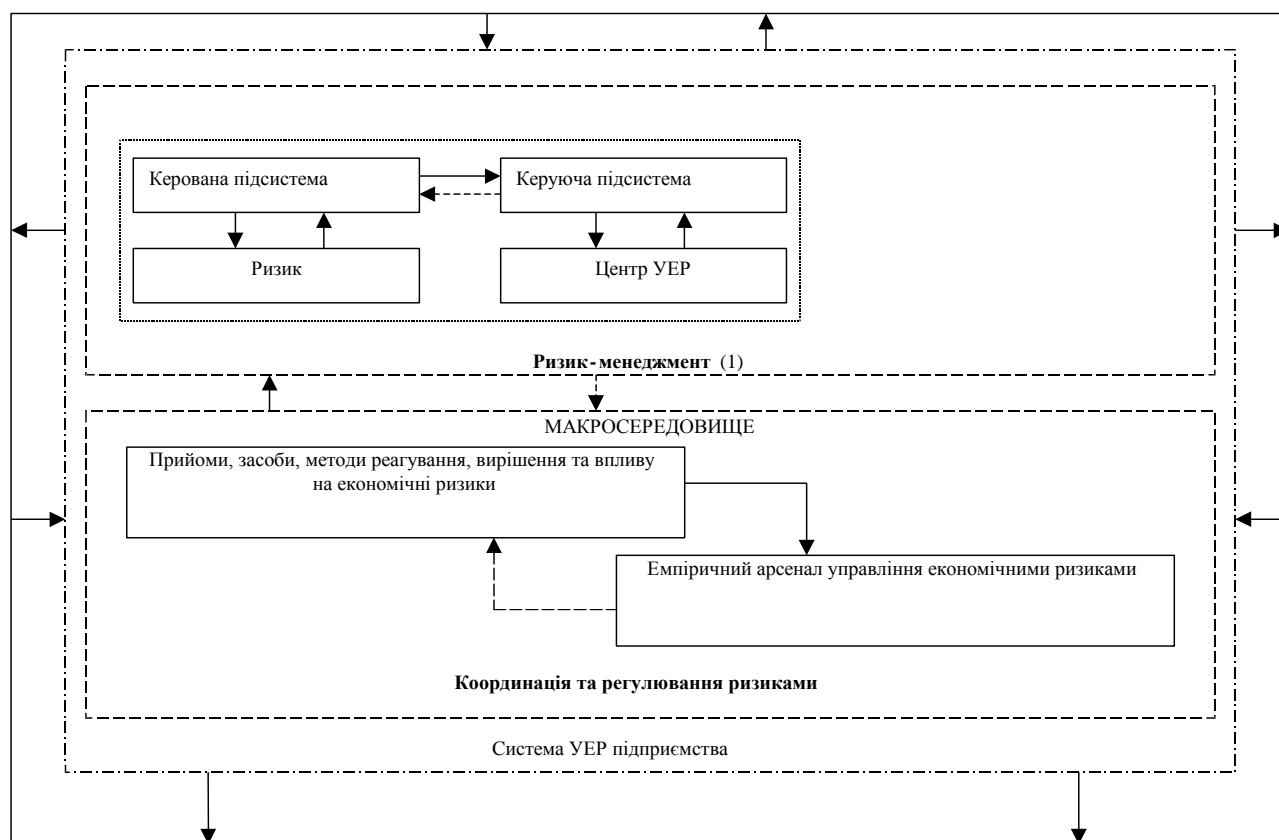 Керована підсистема
Керуюча підсистема
Ризик
Центр УЕР
Ризик-менеджмент (1)
МАКРОСЕРЕДОВИЩЕ
Прийоми, засоби, методи реагування, вирішення та впливу
на економічні ризики
Емпіричний арсенал управління економічними ризиками
Координація та регулювання ризиками
Система УЕР підприємства